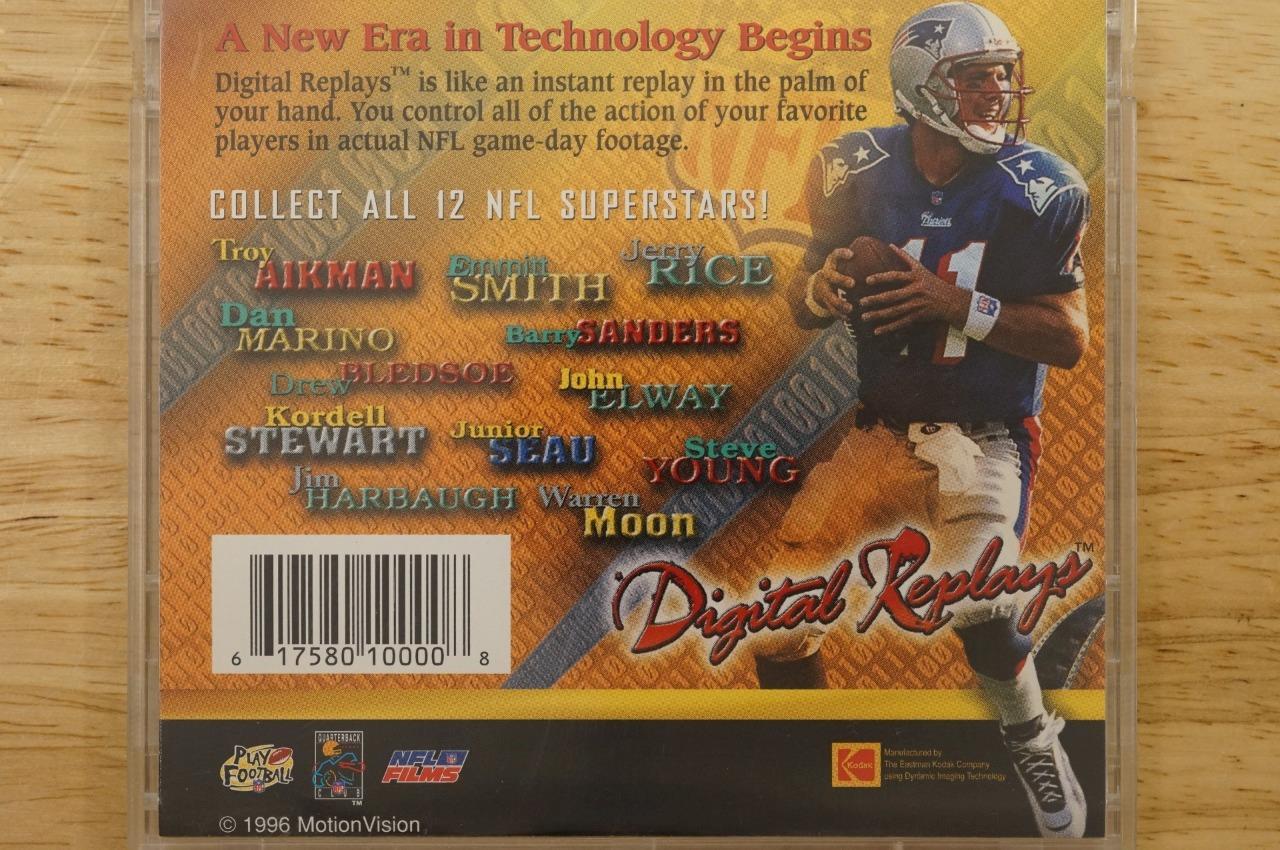 A New Era in Technology Begins
Digital Replays™ is like an instant replay in the palm of
your hand. You control all of the action of your favorite
players in actual NFL game-day footage.
COLLECT ALL 12 NFL SUPERSTARS!
Troy AIKMAN
Emmitt SMITH
Jerry RICE
Dan MARINO
Barry SANDERS
Drew BLEDSOE
John ELWAY
Kordell STEWART
Junior SEAU
Steve YOUNG
Jim HARBAUGH
Warren Moon
Patriots
11
Digital Replays™
6 17580 10000 8
PLAY FOOTBALL
QUARTERBACK
CLUB™
NFL FILMS
Kodak
Manufactured by
The Eastman Kodak Company
using Dynamic Imaging Technology
© 1996 MotionVision